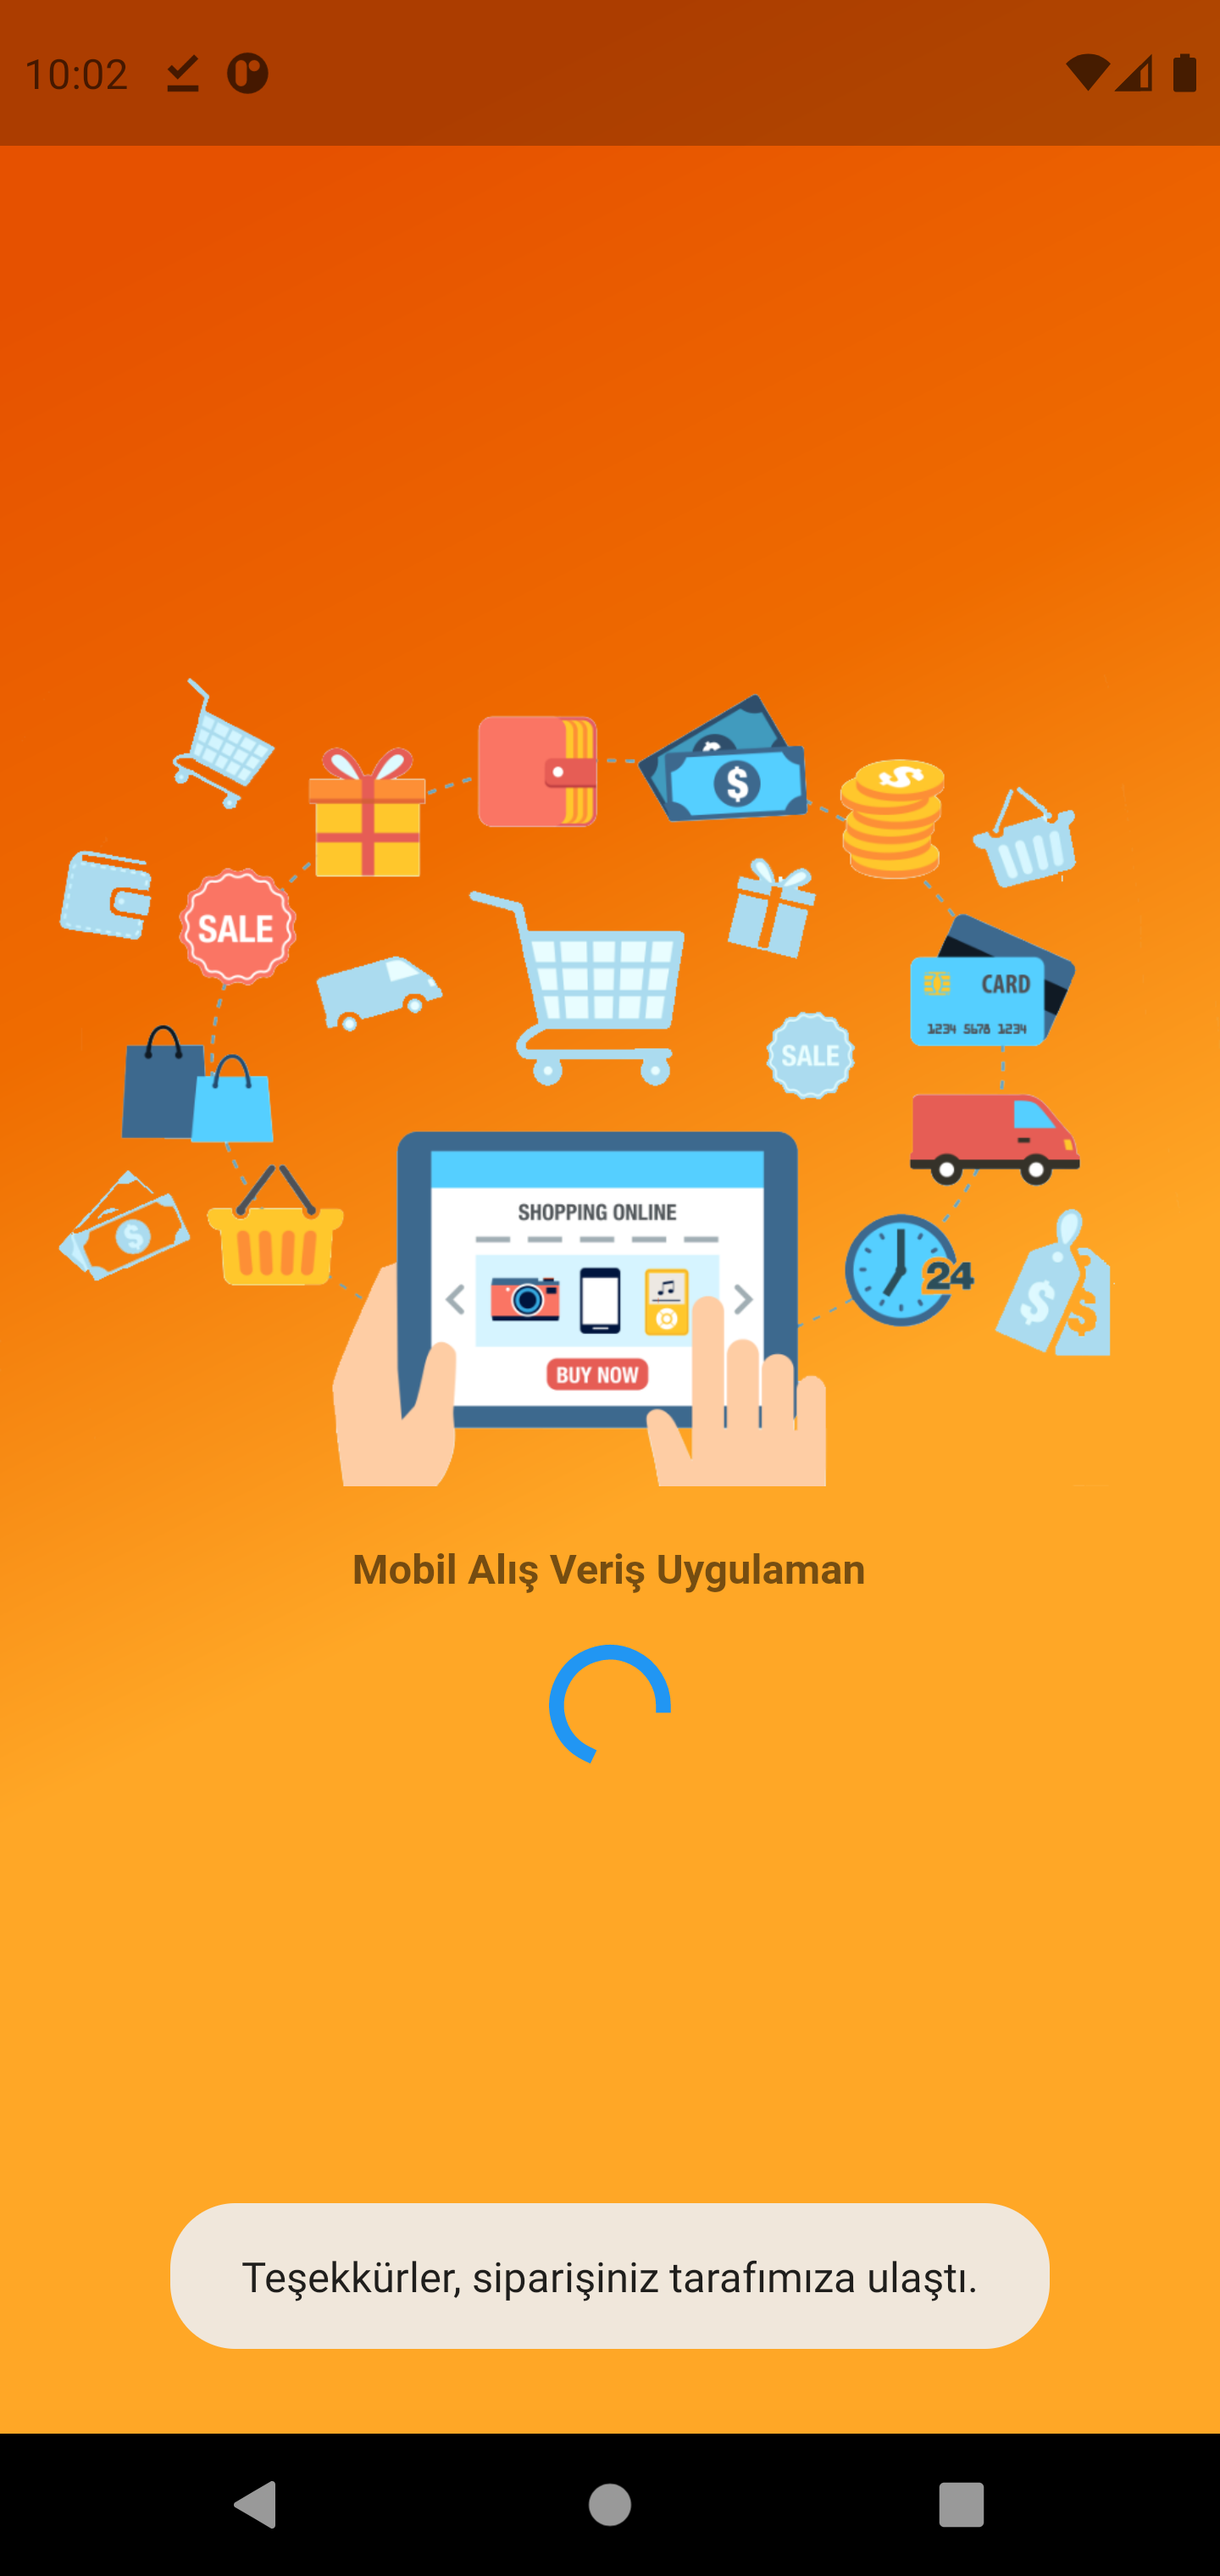 10:02
SALE
CARD
1234 5678 1234
SALE
SHOPPING ONLINE
24
BUY NOW
Mobil Alış Veriş Uygulaman
Teşekkürler, siparişiniz tarafımıza ulaştı.